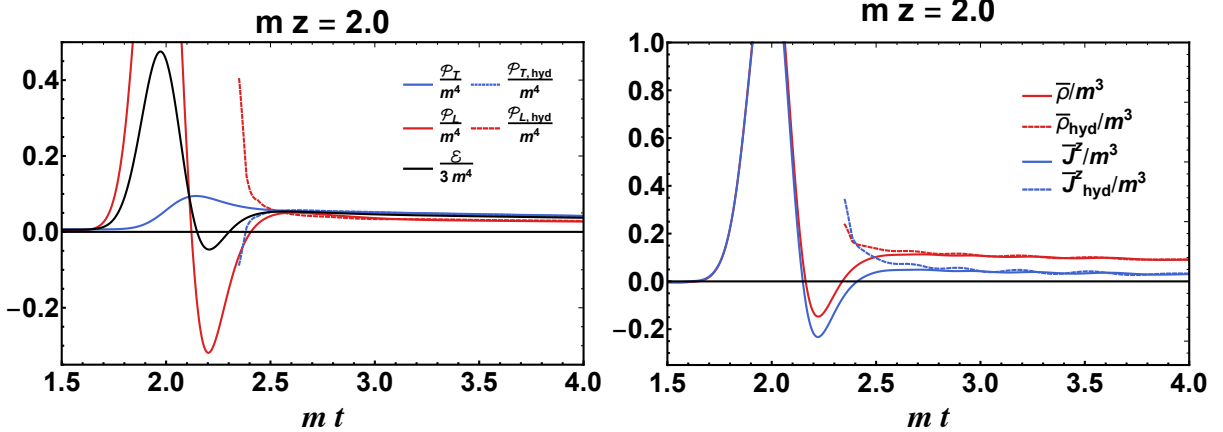 m z = 2.0
0.4
0.2
0.0
−0.2
1.5 2.0 2.5 3.0 3.5 4.0
m t
𝒫_T/m⁴ 𝒫_T,hyd/m⁴
𝒫_L/m⁴ 𝒫_L,hyd/m⁴
ℰ/3 m⁴
m z = 2.0
1.0
0.8
0.6
0.4
0.2
0.0
−0.2
1.5 2.0 2.5 3.0 3.5 4.0
m t
ρ̅/m³
ρ̅_hyd/m³
J̅ᶻ/m³
J̅ᶻ_hyd/m³